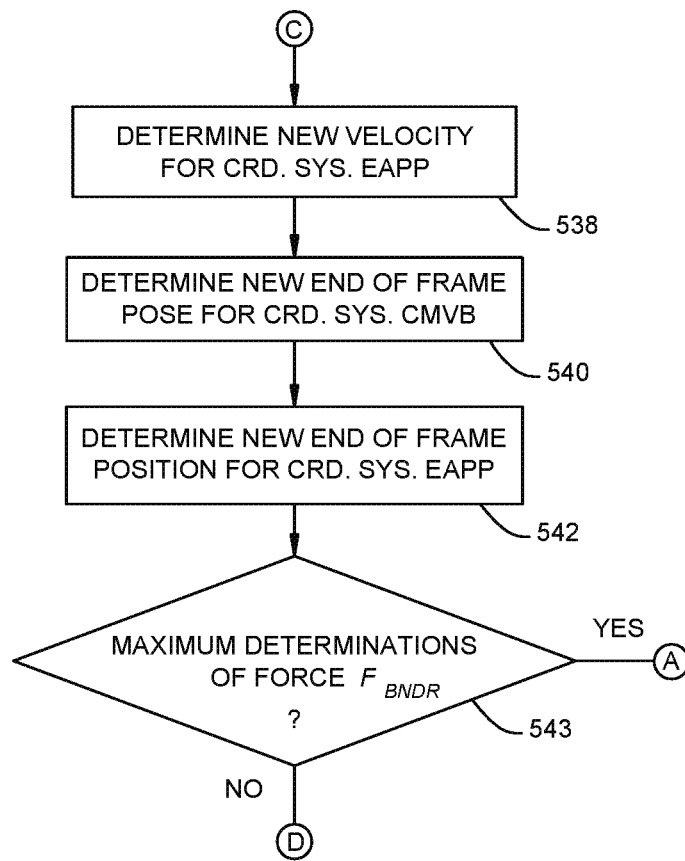 C
DETERMINE NEW VELOCITY
FOR CRD. SYS. EAPP
538
DETERMINE NEW END OF FRAME
POSE FOR CRD. SYS. CMVB
540
DETERMINE NEW END OF FRAME
POSITION FOR CRD. SYS. EAPP
542
MAXIMUM DETERMINATIONS
OF FORCE F BNDR
?
YES
A
543
NO
D